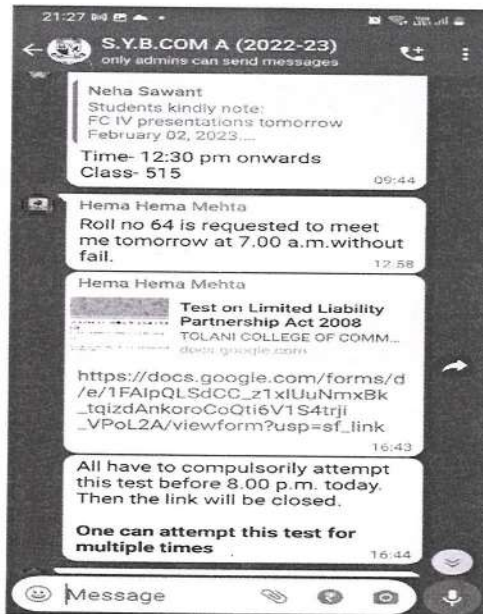 21:27
S.Y.B.COM A (2022-23)
only admins can send messages
Neha Sawant
Students kindly note:
FC IV presentations tomorrow
February 02, 2023....
Time- 12:30 pm onwards
Class- 515
09:44
Hema Hema Mehta
Roll no 64 is requested to meet
me tomorrow at 7.00 a.m.without
fail.
12:58
Hema Hema Mehta
Test on Limited Liability
Partnership Act 2008
TOLANI COLLEGE OF COMM...
docs.google.com
https://docs.google.com/forms/d
/e/1FAIpQLSdCC_z1xIUuNmxBk
_tqizdAnkoroCoQti6V1S4trji
_VPoL2A/viewform?usp=sf_link
16:43
All have to compulsorily attempt
this test before 8.00 p.m. today.
Then the link will be closed.
One can attempt this test for
multiple times
16:44
Message